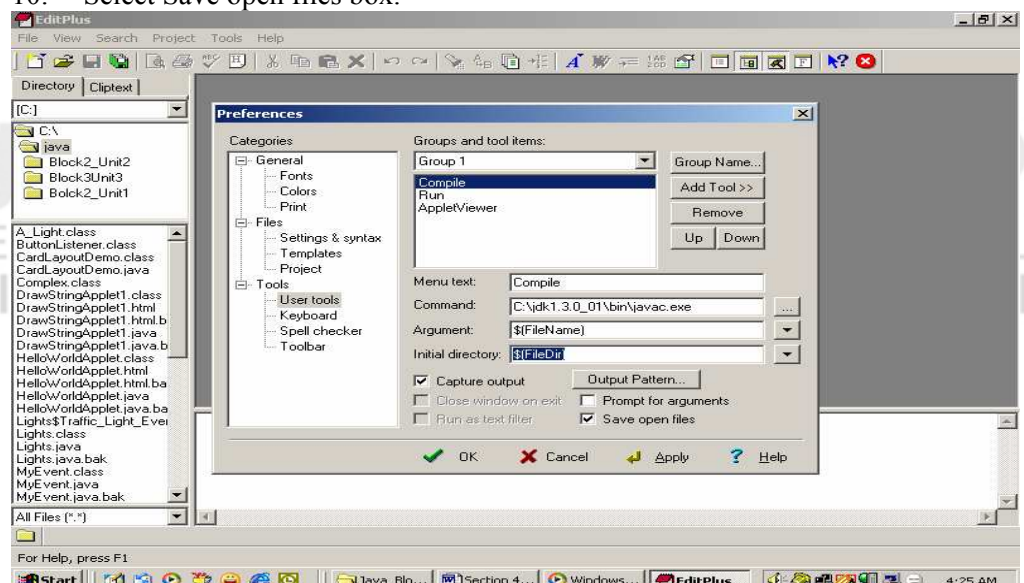 10. Select Save open files box.
EditPlus
File View Search Project Tools Help
Directory Cliptext
[C:]
C:\
java
Block2_Unit2
Block3Unit3
Bolck2_Unit1
A_Light.class
ButtonListener.class
CardLayoutDemo.class
CardLayoutDemo.java
Complex.class
DrawStringApplet1.class
DrawStringApplet1.html
DrawStringApplet1.html.b
DrawStringApplet1.java
DrawStringApplet1.java.b
HelloWorldApplet.class
HelloWorldApplet.html
HelloWorldApplet.html.ba
HelloWorldApplet.java
HelloWorldApplet.java.ba
Lights$Traffic_Light_Ever
Lights.class
Lights.java
Lights.java.bak
MyEvent.class
MyEvent.java
MyEvent.java.bak
All Files (*.*)
Preferences
Categories
General
Fonts
Colors
Print
Files
Settings & syntax
Templates
Project
Tools
User tools
Keyboard
Spell checker
Toolbar
Groups and tool items:
Group 1
Group Name...
Compile
Run
AppletViewer
Add Tool >>
Remove
Up Down
Menu text: Compile
Command: C:\jdk1.3.0_01\bin\javac.exe ...
Argument: $(FileName)
Initial directory: $(FileDir)
Capture output Output Pattern...
Close window on exit Prompt for arguments
Run as text filter Save open files
OK Cancel Apply Help
For Help, press F1
Start Java_Blo... Section 4... Windows... EditPlus 4:25 AM